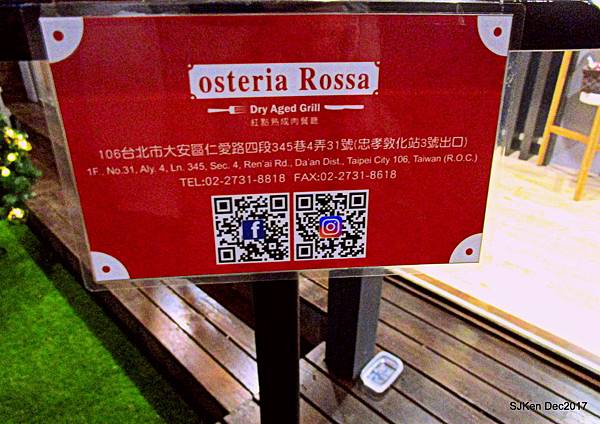 osteria Rossa
Dry Aged Grill
紅點熟成肉餐廳
106台北市大安區仁愛路四段345巷4弄31號(忠孝敦化站3號出口)
1F., No.31, Aly. 4, Ln. 345, Sec. 4, Ren'ai Rd., Da'an Dist., Taipei City 106, Taiwan (R.O.C.)
TEL:02-2731-8818 FAX:02-2731-8618
SJKen Dec2017